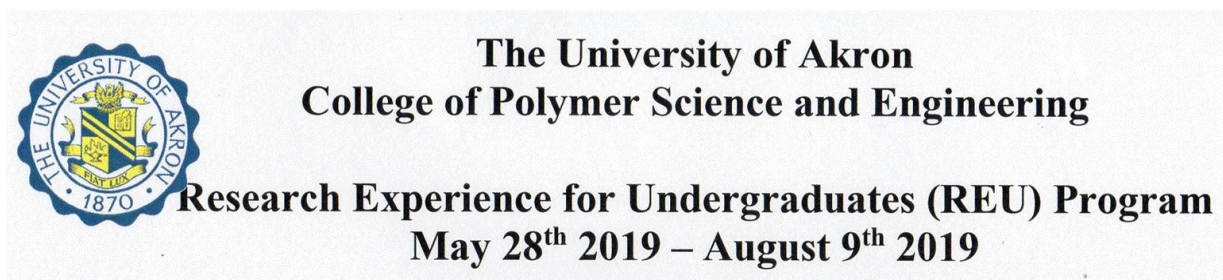 The University of Akron
College of Polymer Science and Engineering
THE UNIVERSITY OF AKRON
FIAT LUX
1870
Research Experience for Undergraduates (REU) Program
May 28th 2019 – August 9th 2019